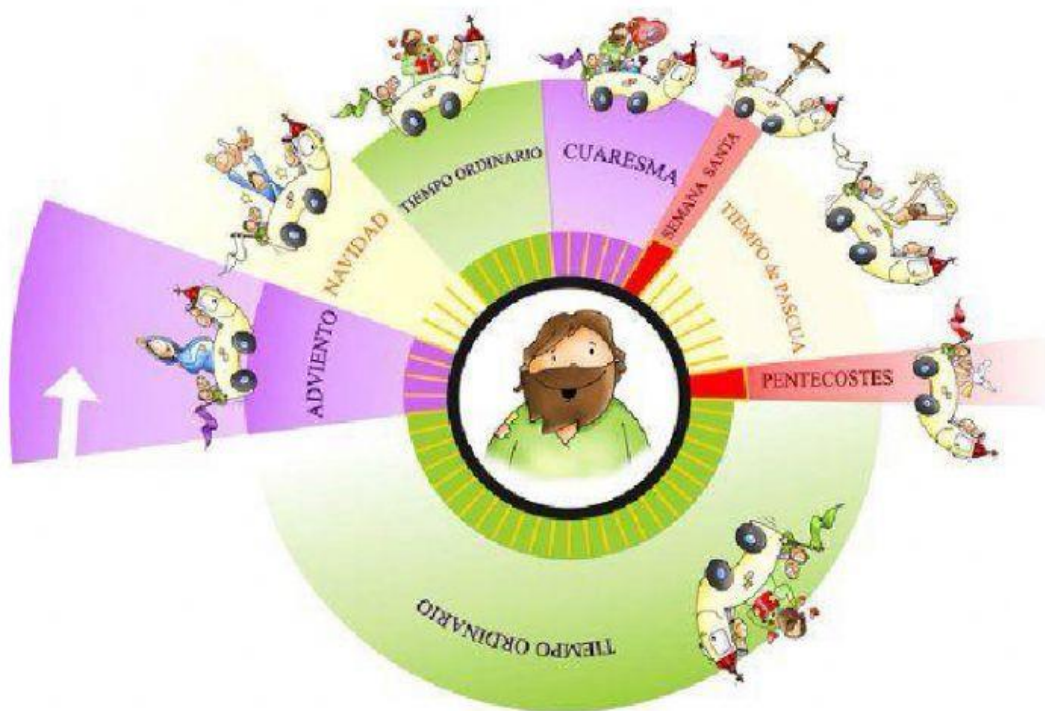 ADVIENTO
NAVIDAD
TIEMPO ORDINARIO
CUARESMA
SEMANA SANTA
TIEMPO de PASCUA
PENTECOSTES
TIEMPO ORDINARIO